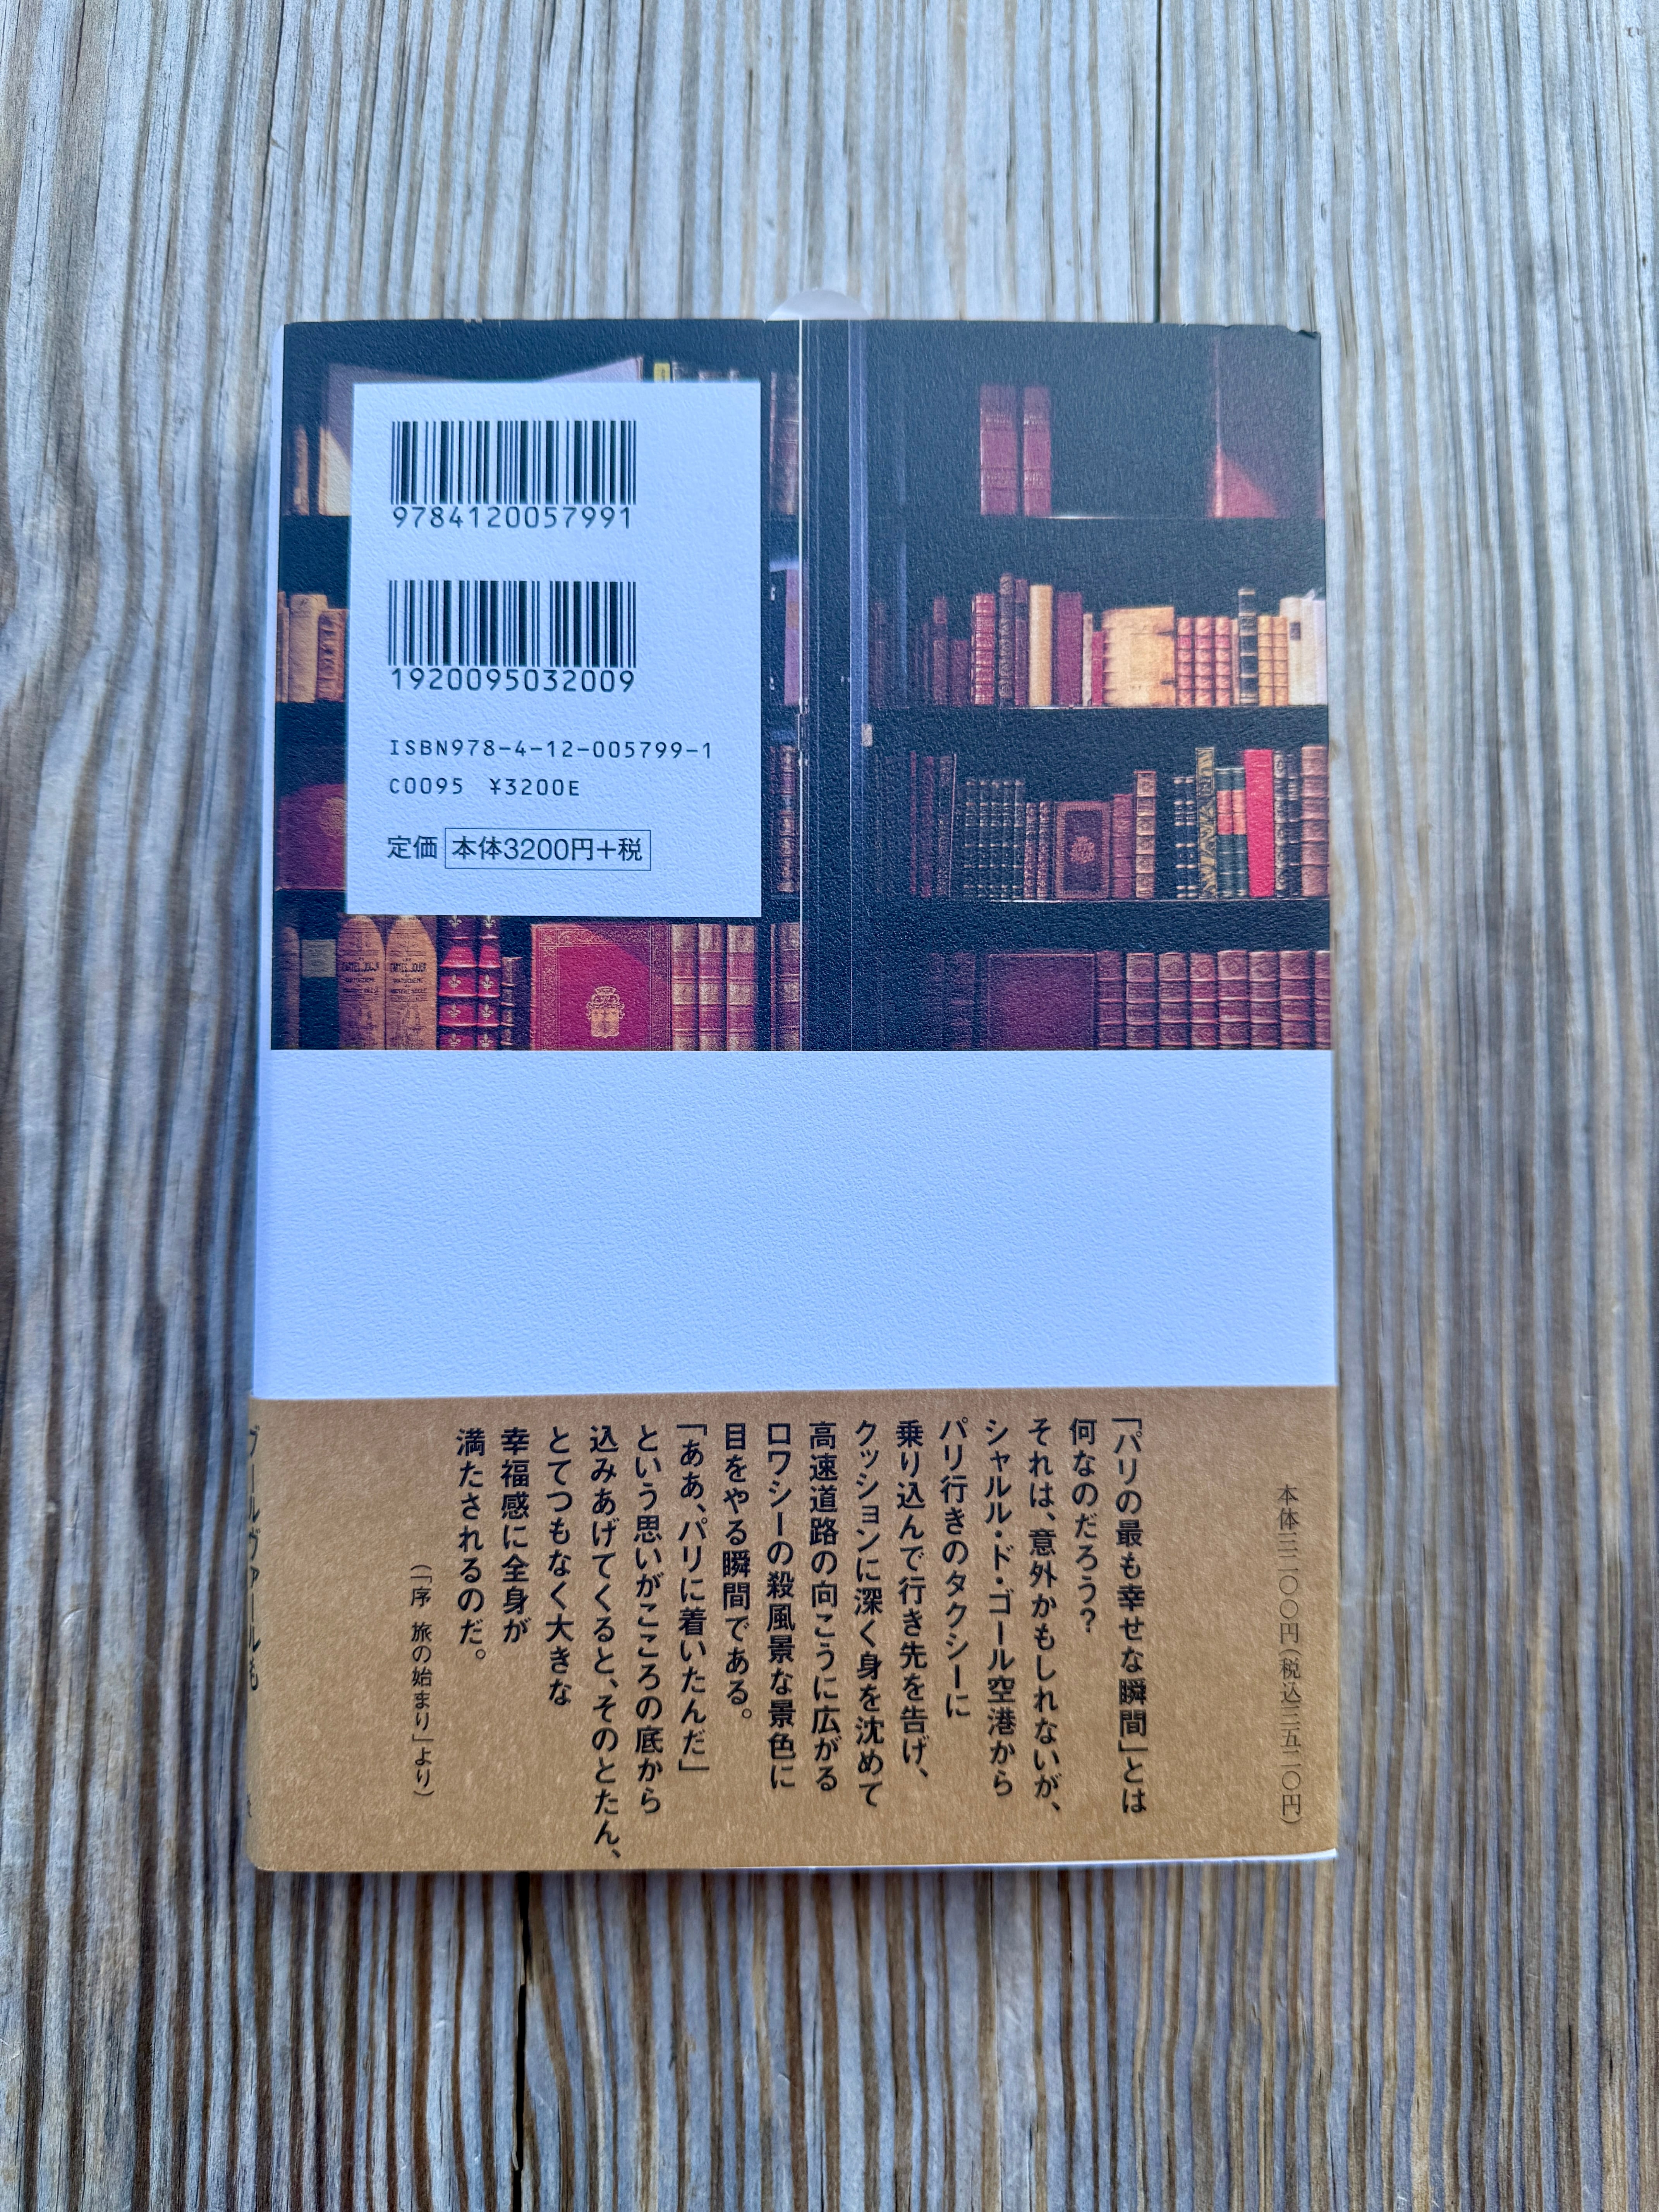 9784120057991
1920095032009
ISBN978-4-12-005799-1
C0095 ¥3200E
定価 本体3200円+税
本体三二〇〇円(税込三五二〇円)
「パリの最も幸せな瞬間」とは
何なのだろう?
それは、意外かもしれないが、
シャルル・ド・ゴール空港から
パリ行きのタクシーに
乗り込んで行き先を告げ、
クッションに深く身を沈めて
高速道路の向こうに広がる
ロワシーの殺風景な景色に
目をやる瞬間である。
「ああ、パリに着いたんだ」
という思いがこころの底から
込みあげてくると、そのとたん、
とてつもなく大きな
幸福感に全身が
満たされるのだ。
(「序 旅の始まり」より)